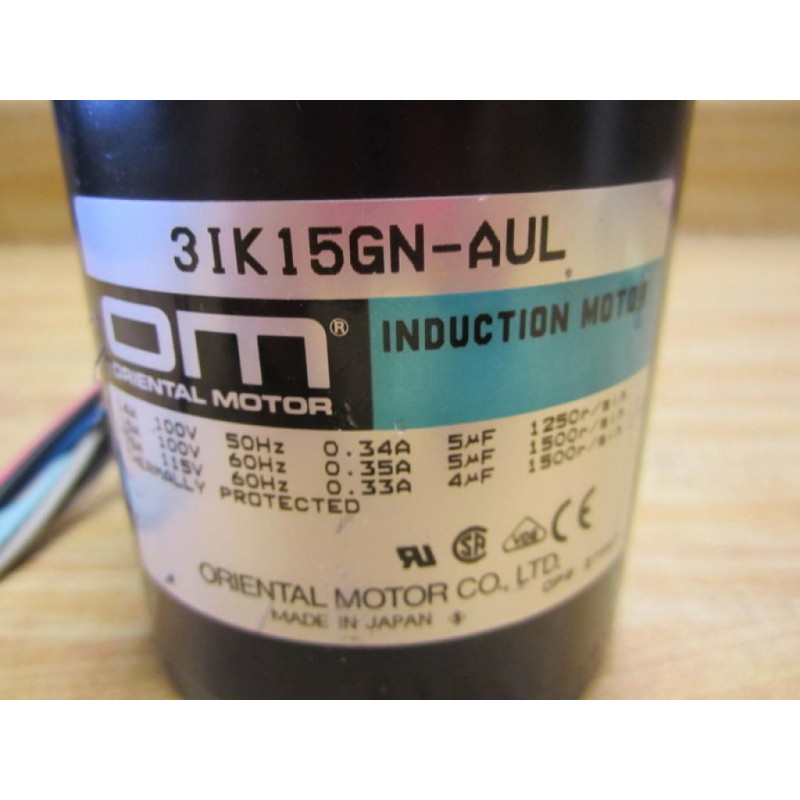 3IK15GN-AUL
OM®
ORIENTAL MOTOR
INDUCTION MOTOR
100V 50Hz 0.34A 5µF 1250r/min
100V 60Hz 0.35A 5µF 1500r/min
115V 60Hz 0.33A 4µF 1500r/min
THERMALLY PROTECTED
VDE CE
ORIENTAL MOTOR CO., LTD.
MADE IN JAPAN